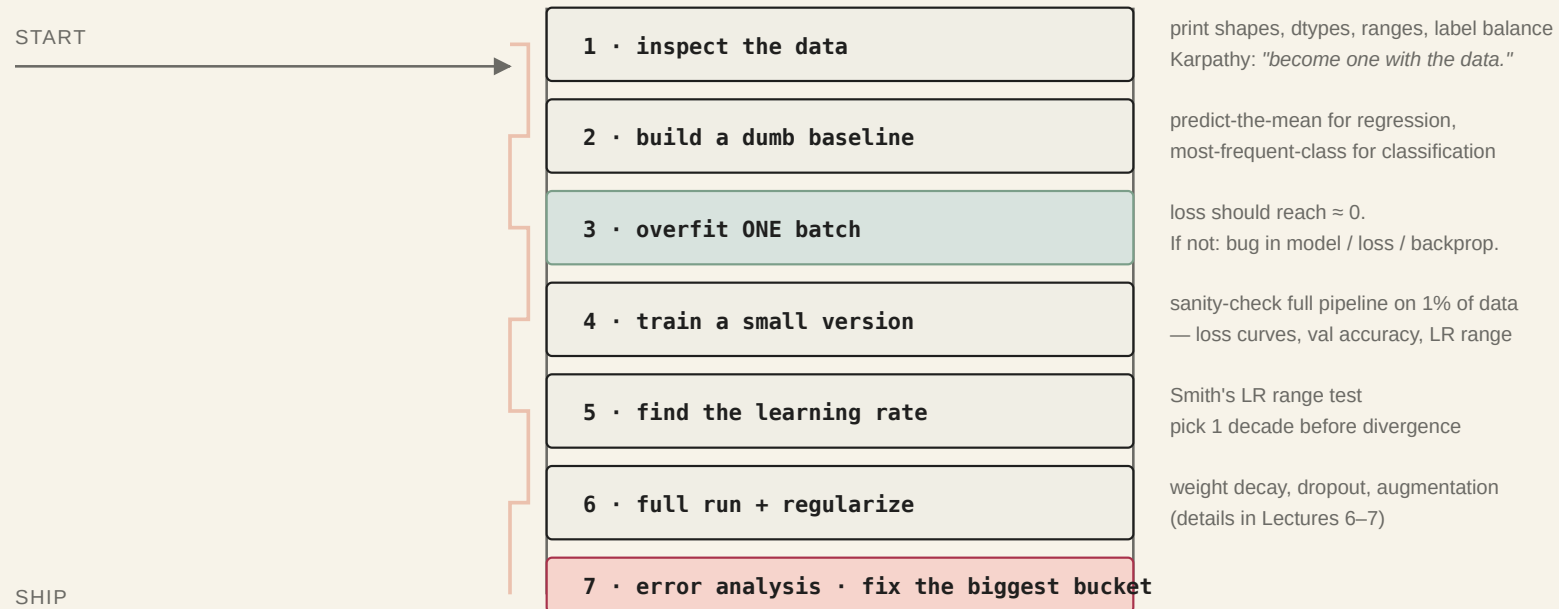 START
1 · inspect the data
print shapes, dtypes, ranges, label balance
Karpathy: "become one with the data."
2 · build a dumb baseline
predict-the-mean for regression,
most-frequent-class for classification
3 · overfit ONE batch
loss should reach ≈ 0.
If not: bug in model / loss / backprop.
4 · train a small version
sanity-check full pipeline on 1% of data
— loss curves, val accuracy, LR range
5 · find the learning rate
Smith's LR range test
pick 1 decade before divergence
6 · full run + regularize
weight decay, dropout, augmentation
(details in Lectures 6–7)
7 · error analysis · fix the biggest bucket
SHIP